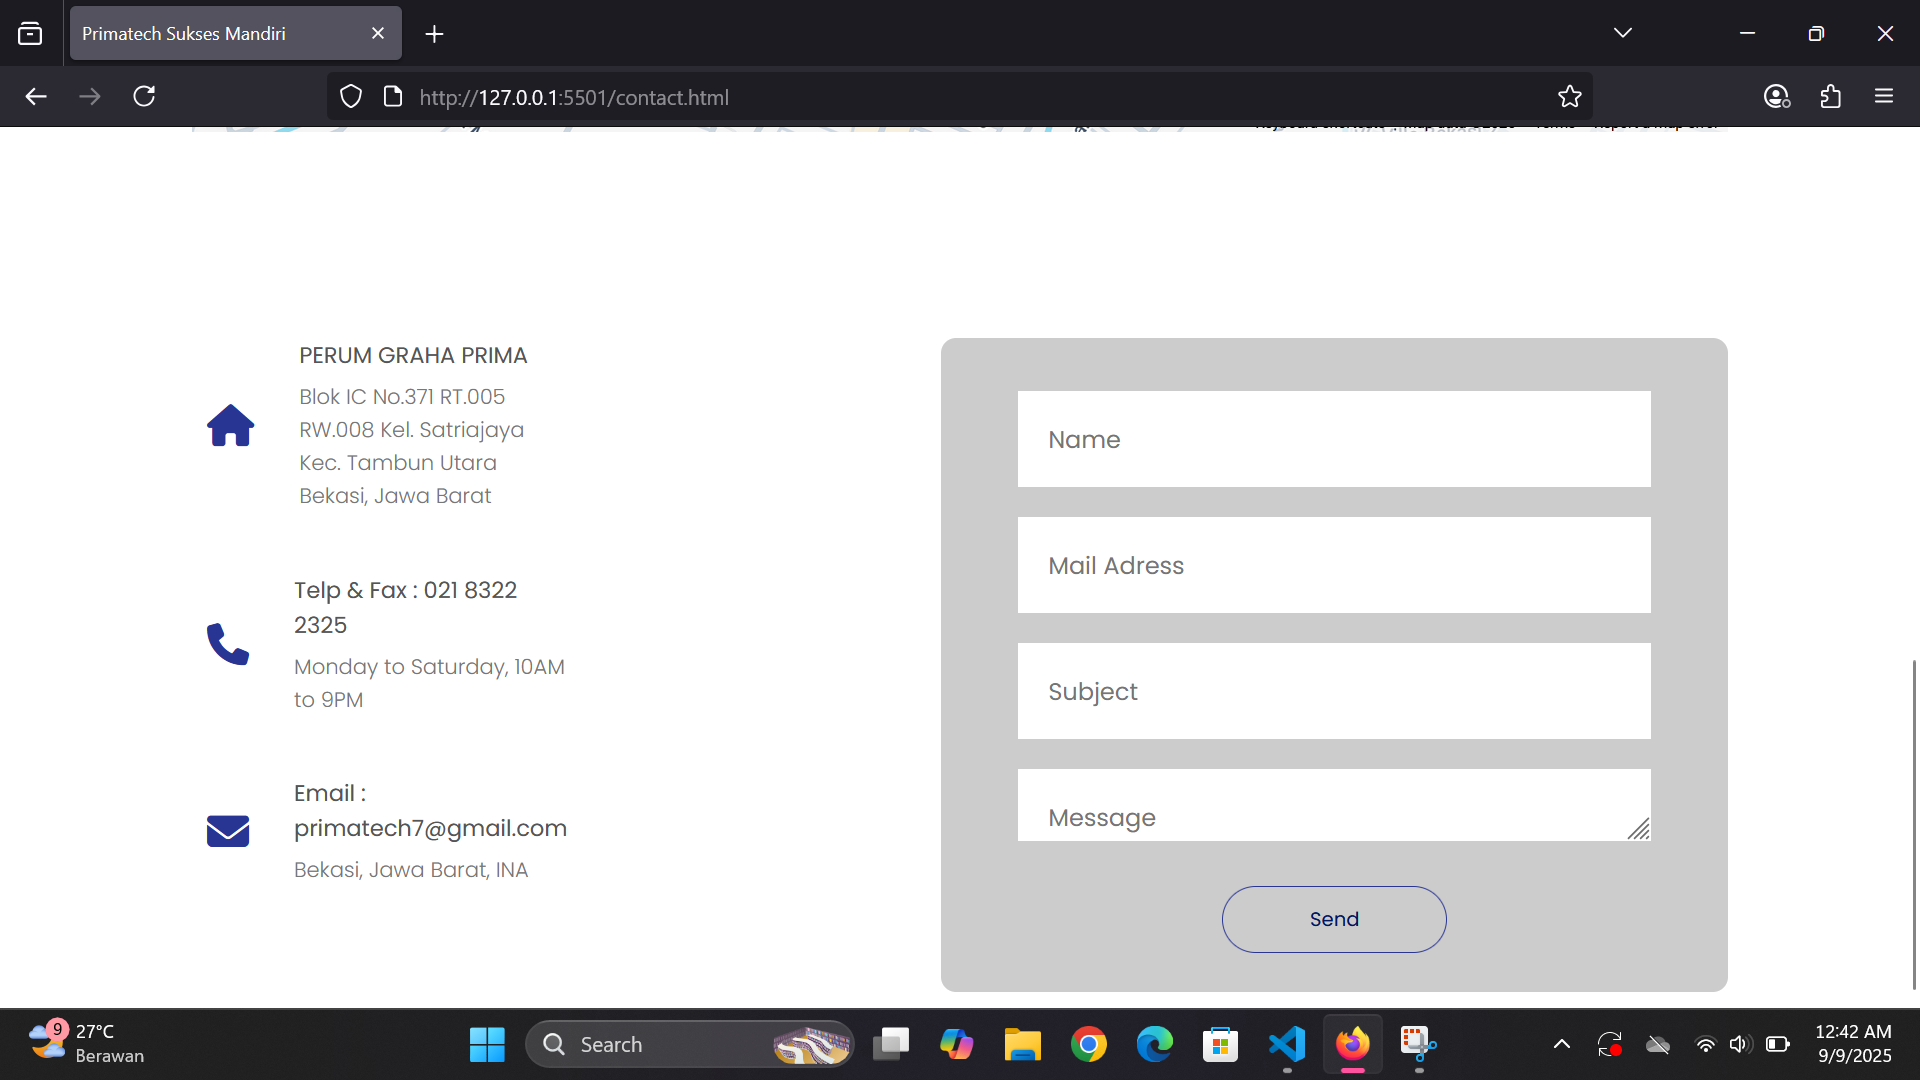 Primatech Sukses Mandiri
http://127.0.0.1:5501/contact.html
PERUM GRAHA PRIMA
Blok IC No.371 RT.005
RW.008 Kel. Satriajaya
Kec. Tambun Utara
Bekasi, Jawa Barat
Telp & Fax : 021 8322
2325
Monday to Saturday, 10AM
to 9PM
Email :
primatech7@gmail.com
Bekasi, Jawa Barat, INA
Name
Mail Adress
Subject
Message
Send
9
27°C
Berawan
Search
12:42 AM
9/9/2025